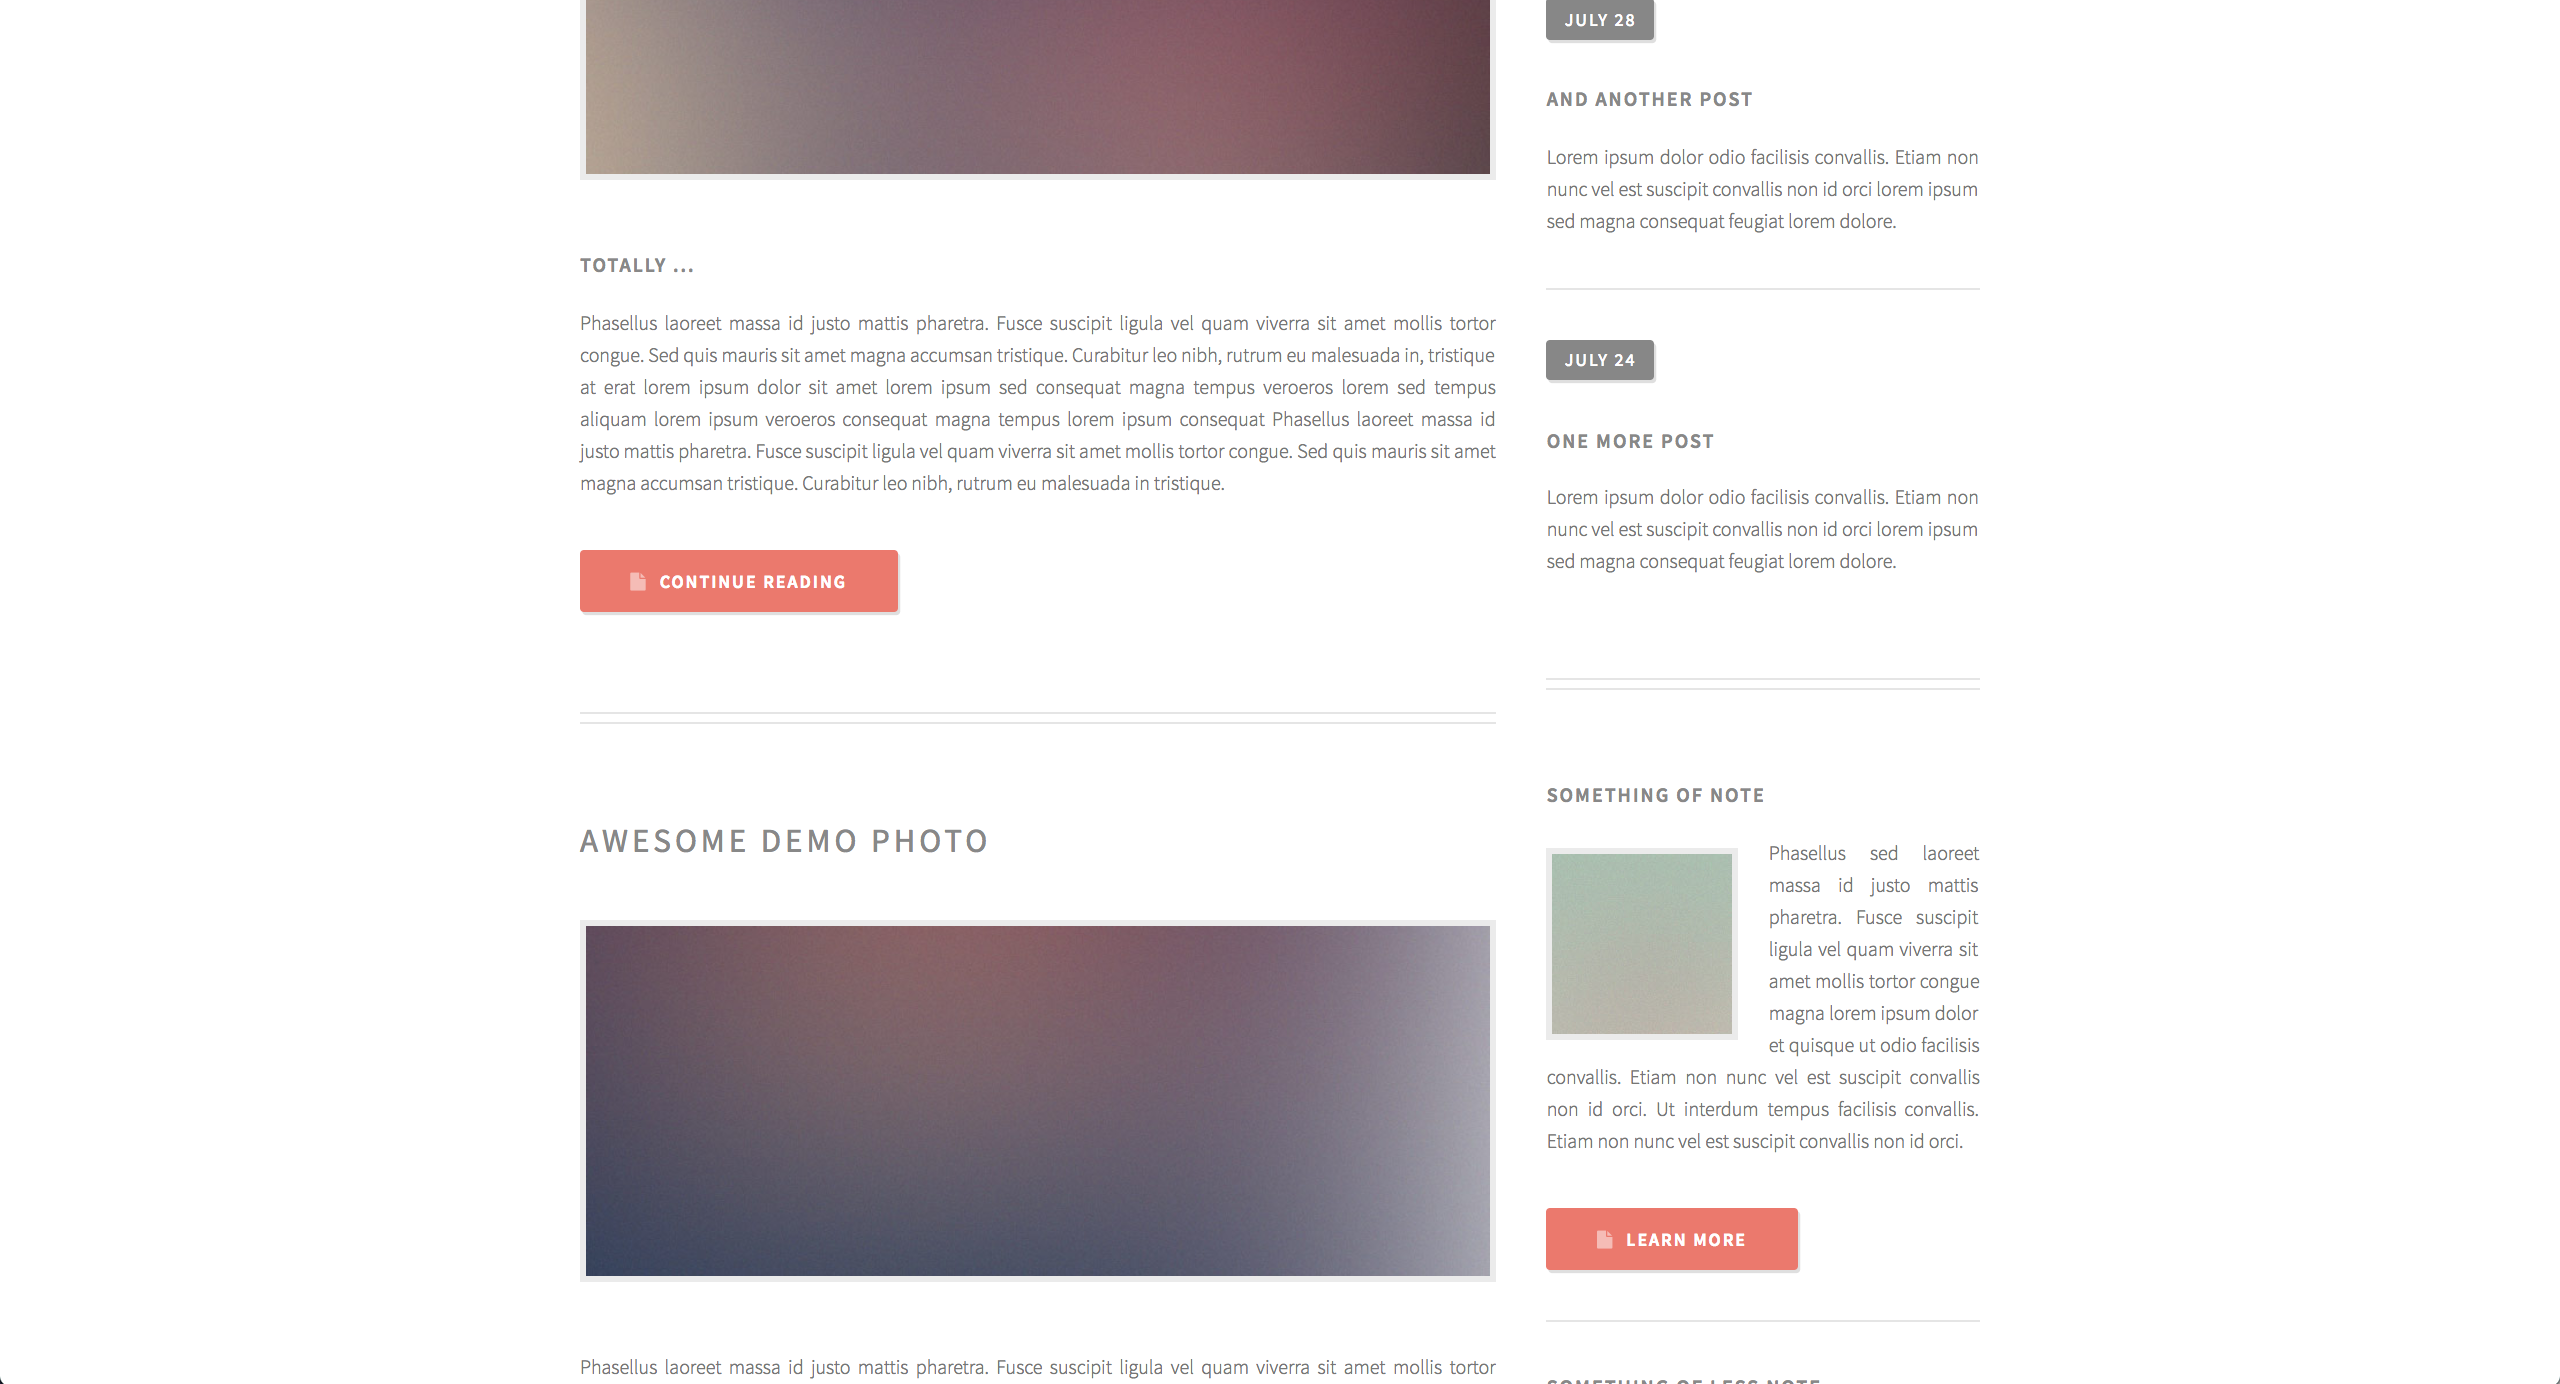 TOTALLY ...
Phasellus laoreet massa id justo mattis pharetra. Fusce suscipit ligula vel quam viverra sit amet mollis tortor
congue. Sed quis mauris sit amet magna accumsan tristique. Curabitur leo nibh, rutrum eu malesuada in, tristique
at erat lorem ipsum dolor sit amet lorem ipsum sed consequat magna tempus veroeros lorem sed tempus
aliquam lorem ipsum veroeros consequat magna tempus lorem ipsum consequat Phasellus laoreet massa id
justo mattis pharetra. Fusce suscipit ligula vel quam viverra sit amet mollis tortor congue. Sed quis mauris sit amet
magna accumsan tristique. Curabitur leo nibh, rutrum eu malesuada in tristique.
CONTINUE READING
AWESOME DEMO PHOTO
Phasellus laoreet massa id justo mattis pharetra. Fusce suscipit ligula vel quam viverra sit amet mollis tortor
JULY 28
AND ANOTHER POST
Lorem ipsum dolor odio facilisis convallis. Etiam non
nunc vel est suscipit convallis non id orci lorem ipsum
sed magna consequat feugiat lorem dolore.
JULY 24
ONE MORE POST
Lorem ipsum dolor odio facilisis convallis. Etiam non
nunc vel est suscipit convallis non id orci lorem ipsum
sed magna consequat feugiat lorem dolore.
SOMETHING OF NOTE
Phasellus sed laoreet
massa id justo mattis
pharetra. Fusce suscipit
ligula vel quam viverra sit
amet mollis tortor congue
magna lorem ipsum dolor
et quisque ut odio facilisis
convallis. Etiam non nunc vel est suscipit convallis
non id orci. Ut interdum tempus facilisis convallis.
Etiam non nunc vel est suscipit convallis non id orci.
LEARN MORE
SOMETHING OF LESS NOTE